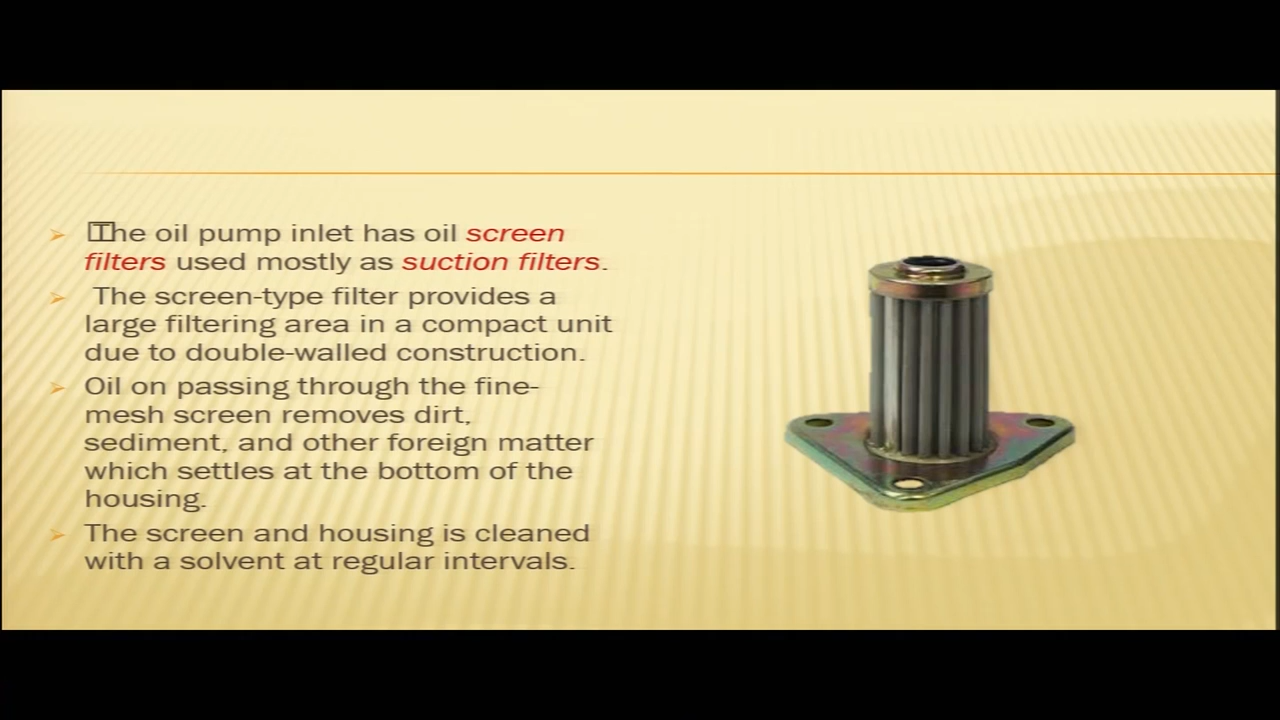 The oil pump inlet has oil screen
filters used mostly as suction filters.
The screen-type filter provides a
large filtering area in a compact unit
due to double-walled construction.
Oil on passing through the fine-
mesh screen removes dirt,
sediment, and other foreign matter
which settles at the bottom of the
housing.
The screen and housing is cleaned
with a solvent at regular intervals.